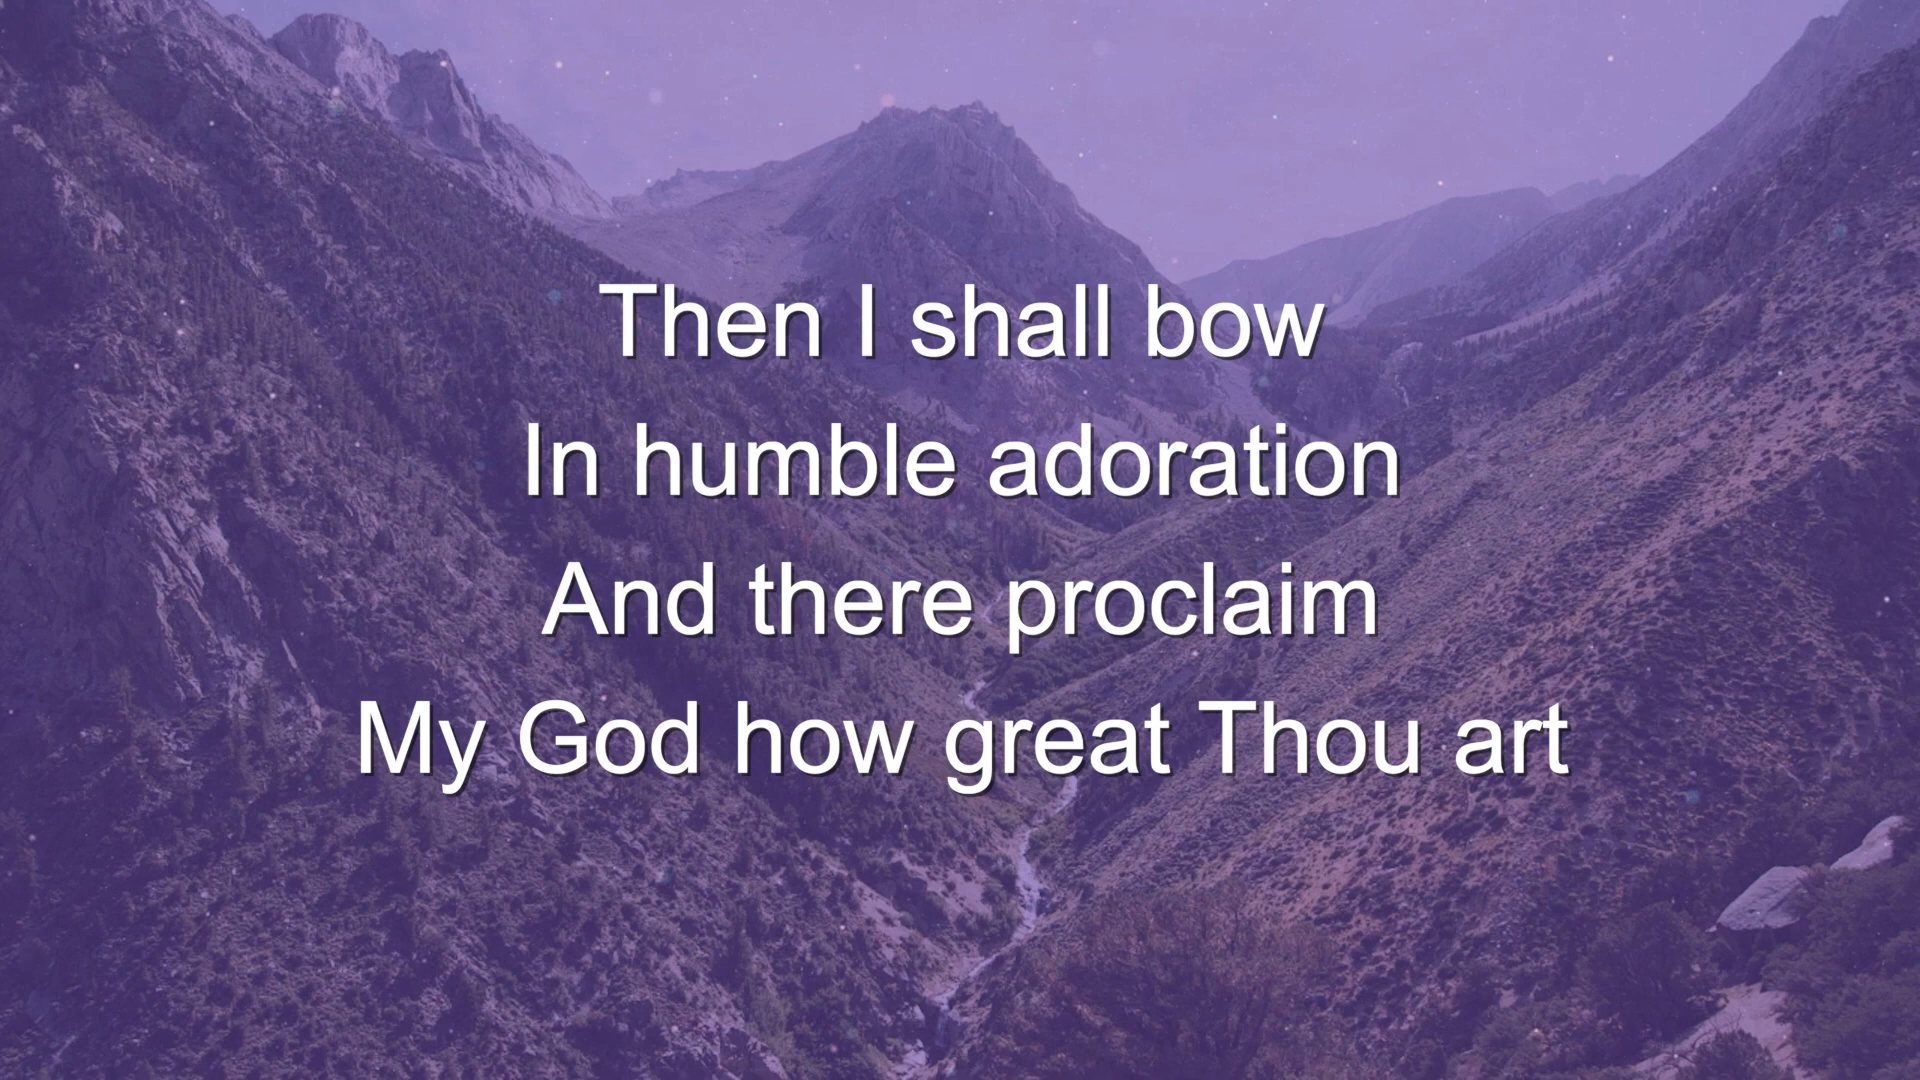 Then I shall bow
In humble adoration
And there proclaim
My God how great Thou art